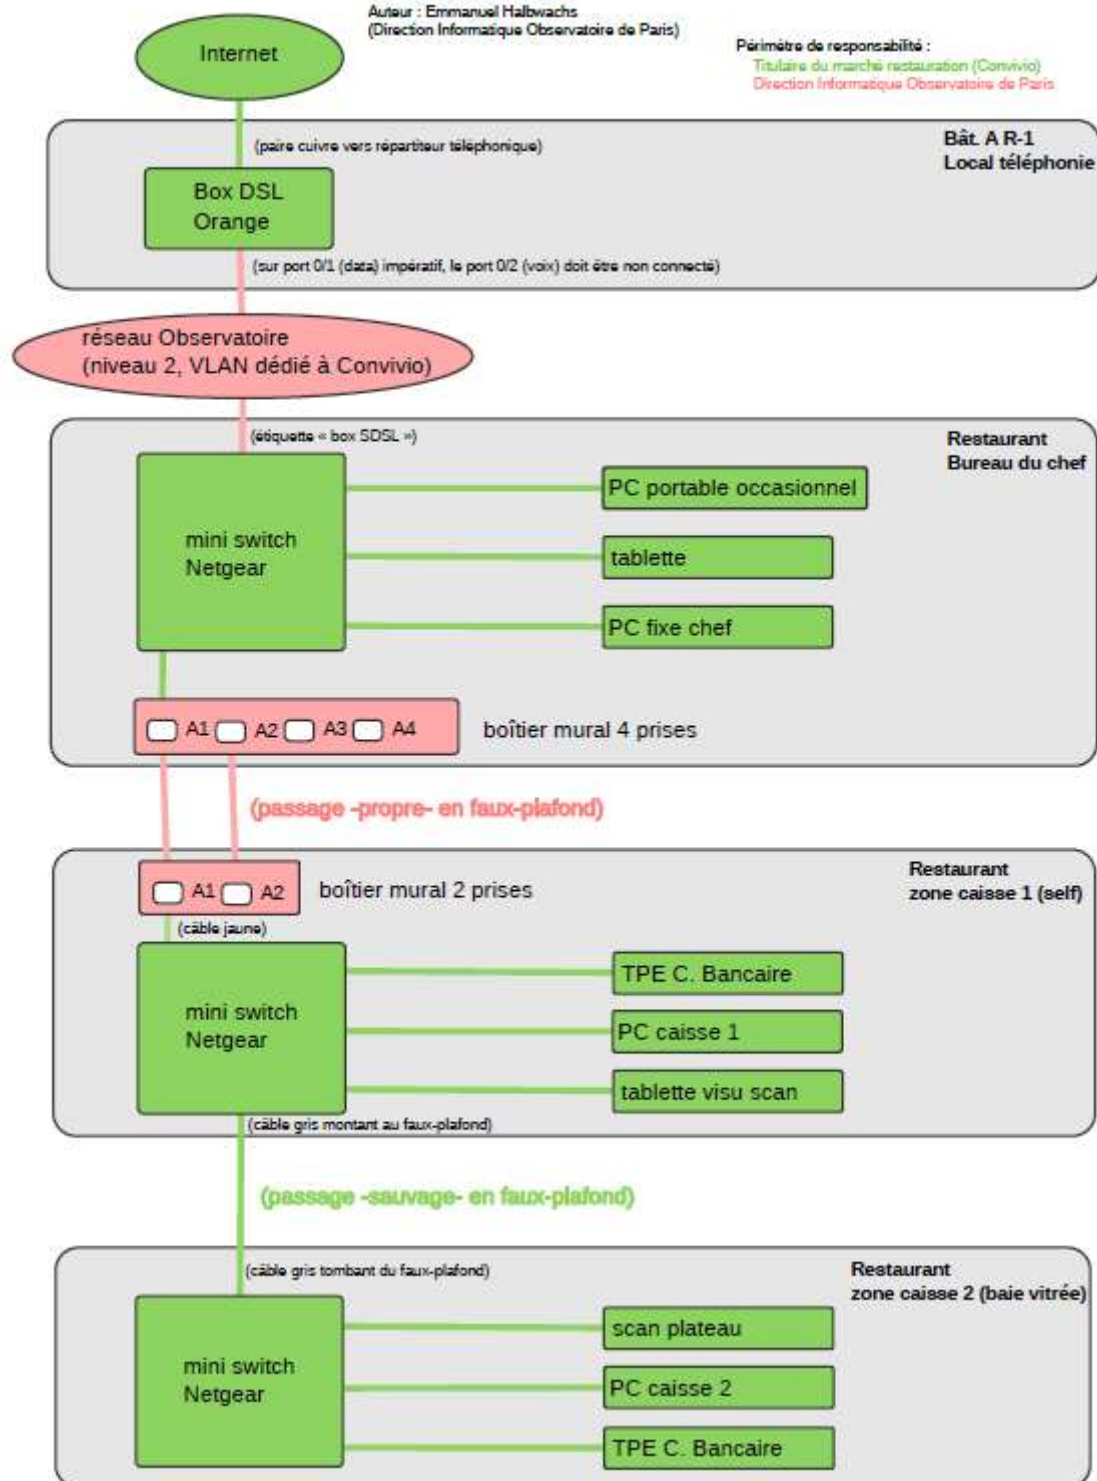 Auteur : Emmanuel Halbwachs
(Direction Informatique Observatoire de Paris)
Périmètre de responsabilité :
Titulaire du marché restauration (Convivio)
Direction Informatique Observatoire de Paris
Internet
(paire cuivre vers répartiteur téléphonique)
Bât. A R-1
Local téléphonie
Box DSL
Orange
(sur port 0/1 (data) impératif, le port 0/2 (voix) doit être non connecté)
réseau Observatoire
(niveau 2, VLAN dédié à Convivio)
(étiquette « box SDSL »)
Restaurant
Bureau du chef
mini switch
Netgear
PC portable occasionnel
tablette
PC fixe chef
A1 A2 A3 A4
boîtier mural 4 prises
(passage -propre- en faux-plafond)
Restaurant
zone caisse 1 (self)
A1 A2
boîtier mural 2 prises
(câble jaune)
mini switch
Netgear
TPE C. Bancaire
PC caisse 1
tablette visu scan
(câble gris montant au faux-plafond)
(passage -sauvage- en faux-plafond)
(câble gris tombant du faux-plafond)
Restaurant
zone caisse 2 (baie vitrée)
mini switch
Netgear
scan plateau
PC caisse 2
TPE C. Bancaire